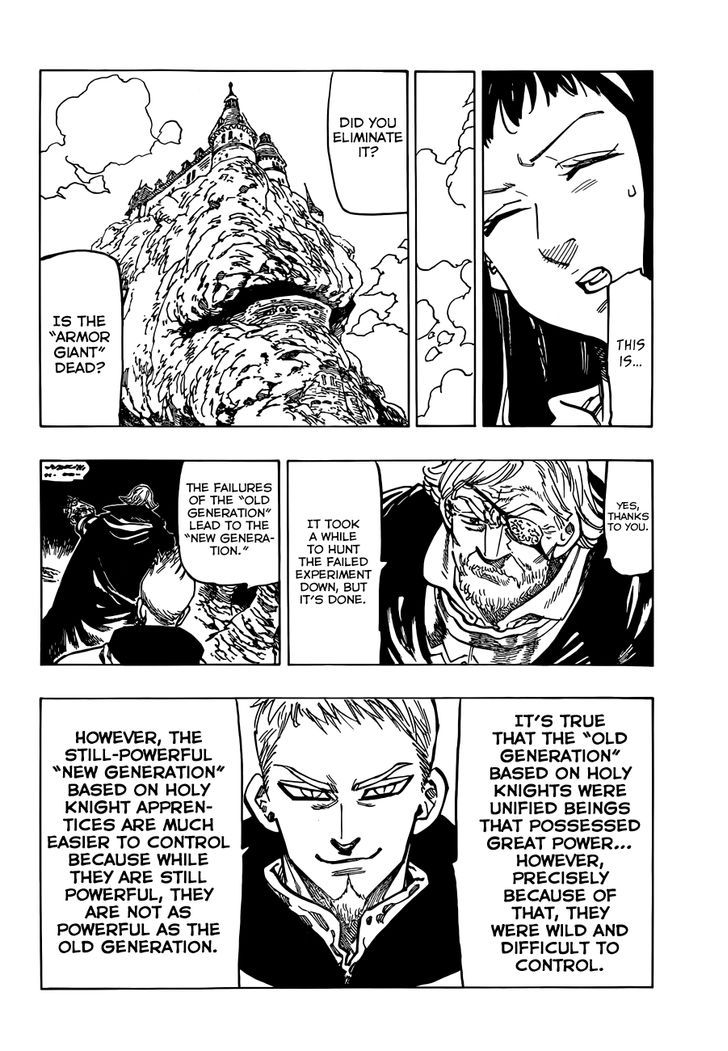 THIS
IS...
DID YOU
ELIMINATE
IT?
IS THE
"ARMOR
GIANT"
DEAD?
YES,
THANKS
TO YOU.
IT TOOK
A WHILE
TO HUNT
THE FAILED
EXPERIMENT
DOWN, BUT
IT'S DONE.
THE FAILURES
OF THE "OLD
GENERATION"
LEAD TO THE
"NEW GENERA-
TION."
IT'S TRUE
THAT THE "OLD
GENERATION"
BASED ON HOLY
KNIGHTS WERE
UNIFIED BEINGS
THAT POSSESSED
GREAT POWER...
HOWEVER,
PRECISELY
BECAUSE OF
THAT, THEY
WERE WILD AND
DIFFICULT TO
CONTROL.
HOWEVER, THE
STILL-POWERFUL
"NEW GENERATION"
BASED ON HOLY
KNIGHT APPREN-
TICES ARE MUCH
EASIER TO CONTROL
BECAUSE WHILE
THEY ARE STILL
POWERFUL, THEY
ARE NOT AS
POWERFUL AS THE
OLD GENERATION.